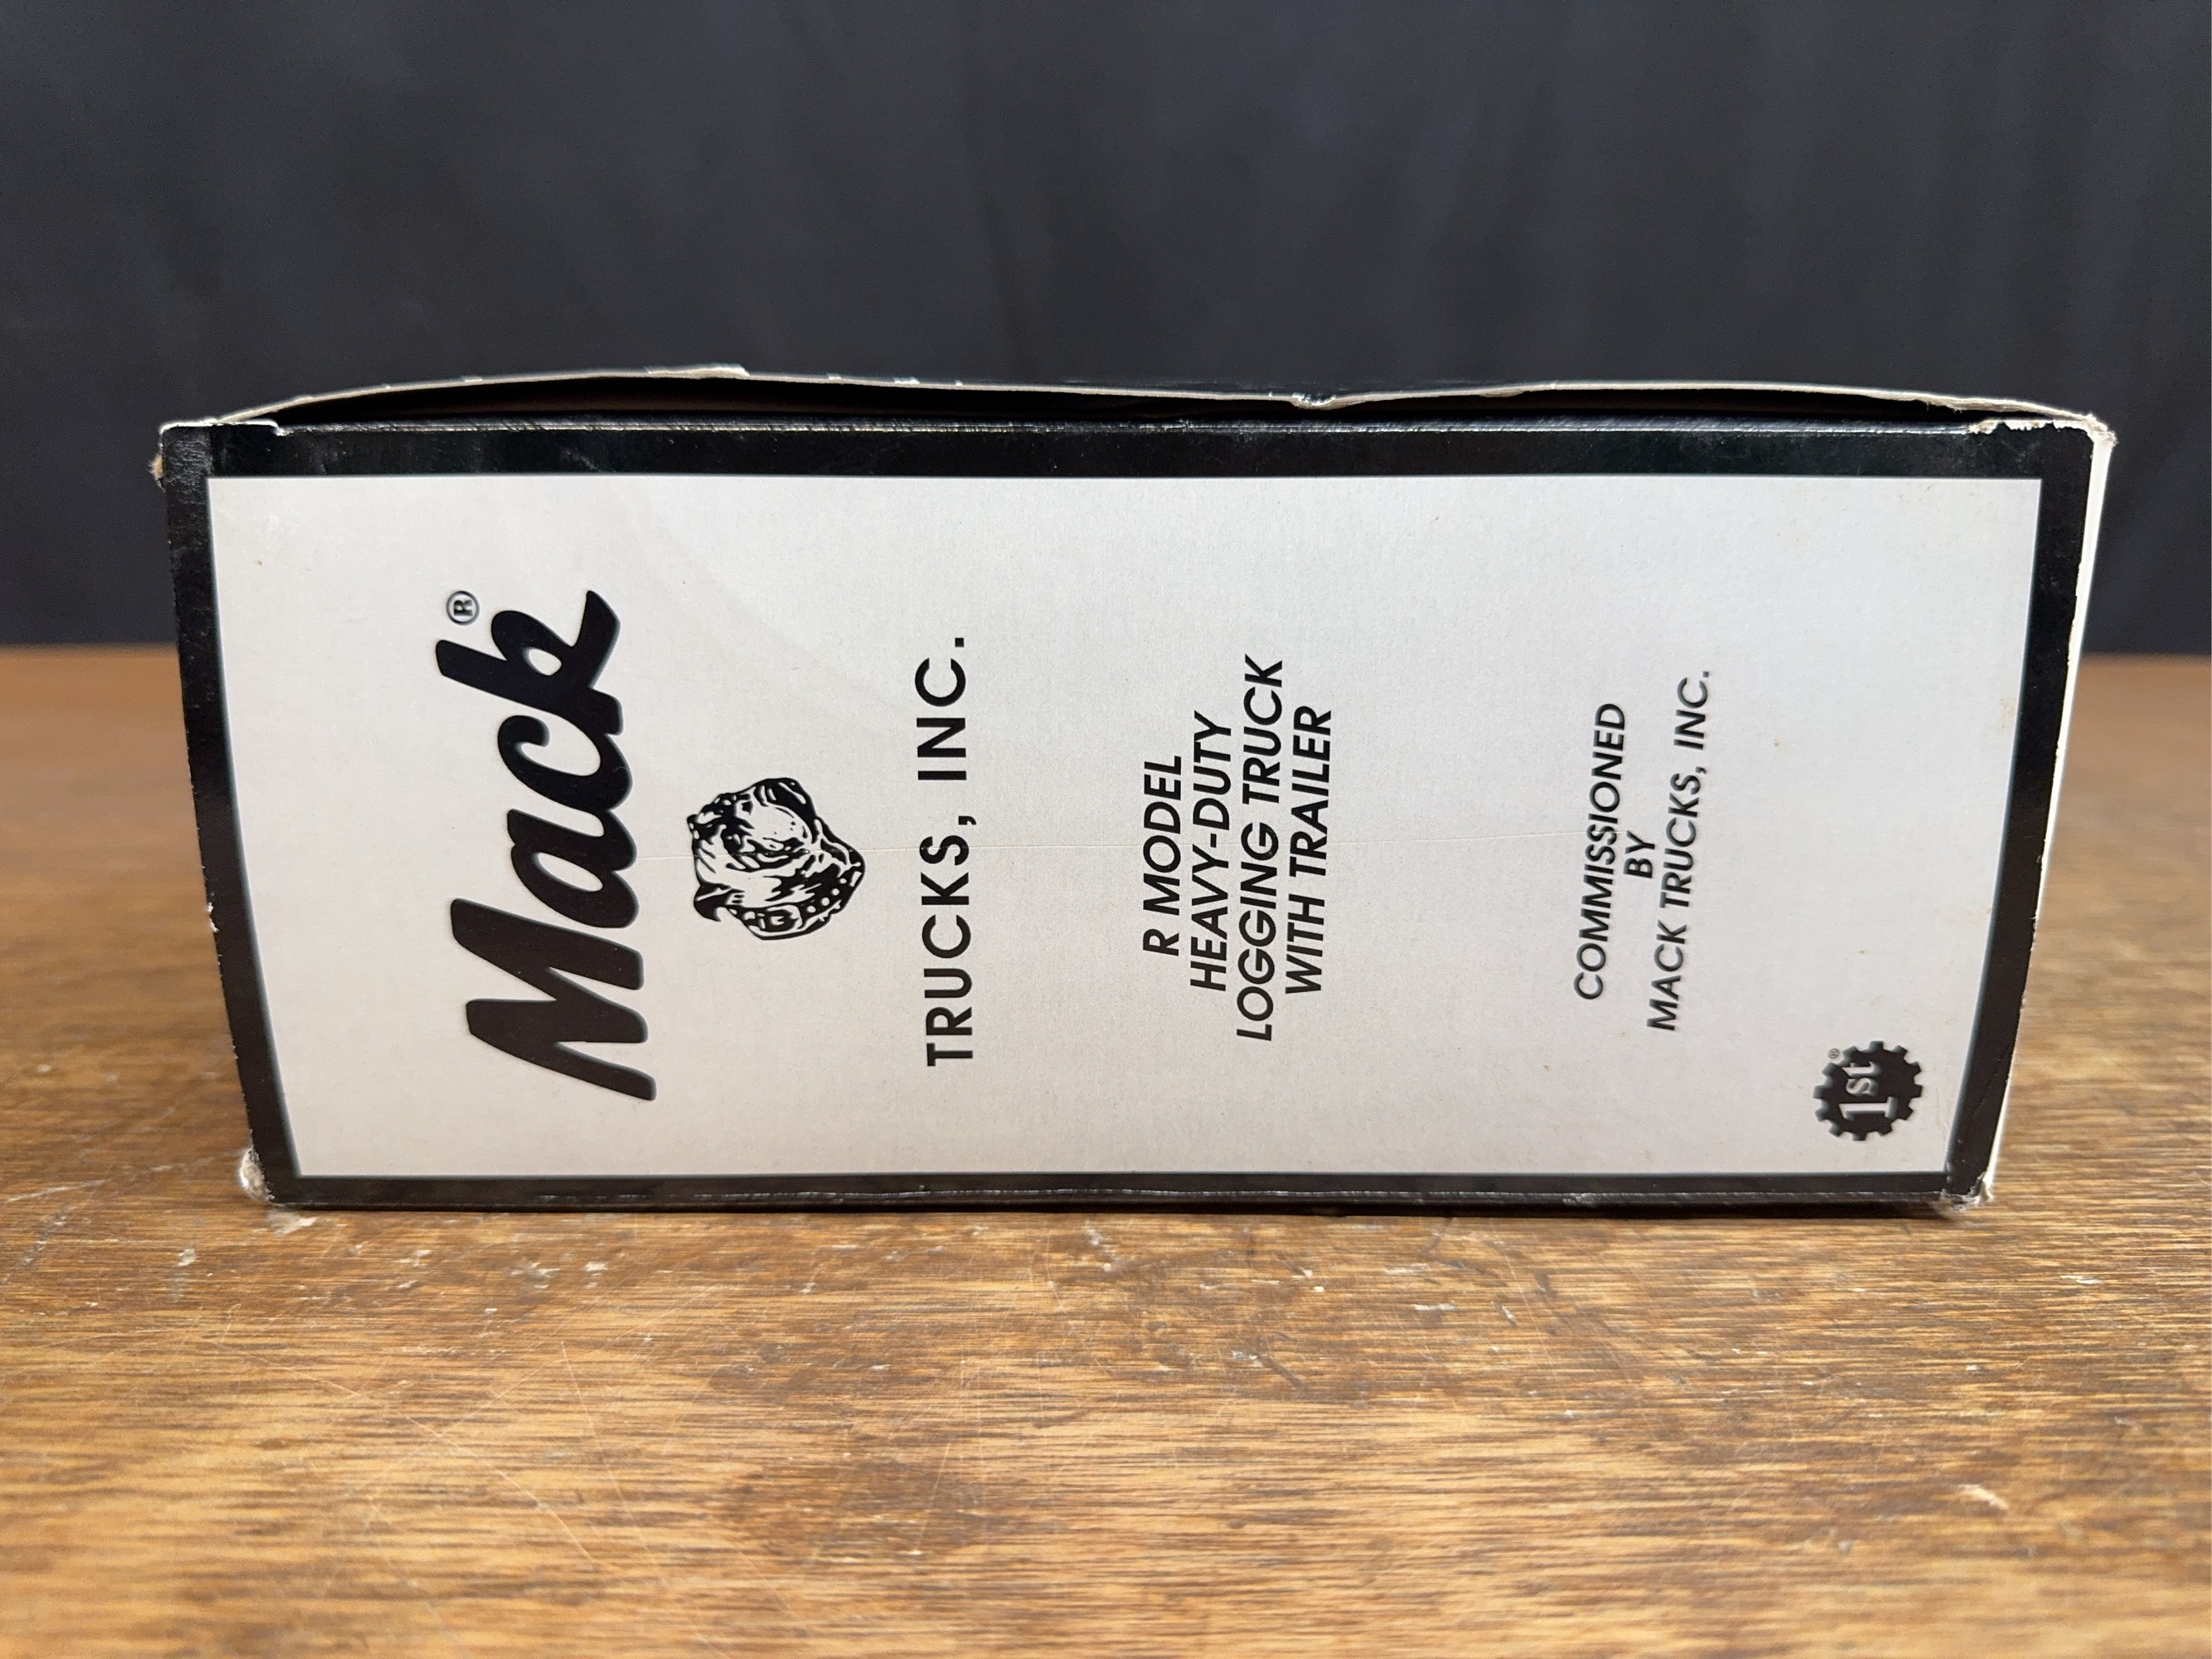 Mack®
TRUCKS, INC.
R MODEL
HEAVY-DUTY
LOGGING TRUCK
WITH TRAILER
COMMISSIONED
BY
MACK TRUCKS, INC.
1st®